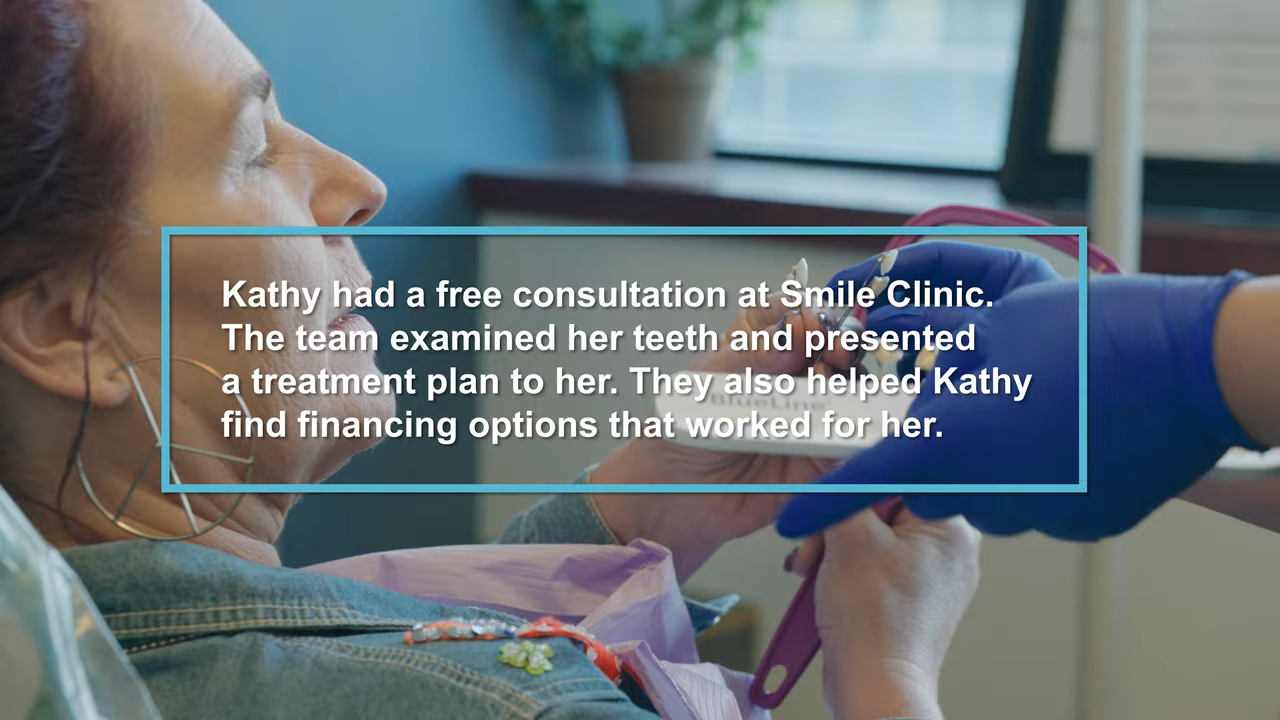 Kathy had a free consultation at Smile Clinic.
The team examined her teeth and presented
a treatment plan to her. They also helped Kathy
find financing options that worked for her.
BlueLine